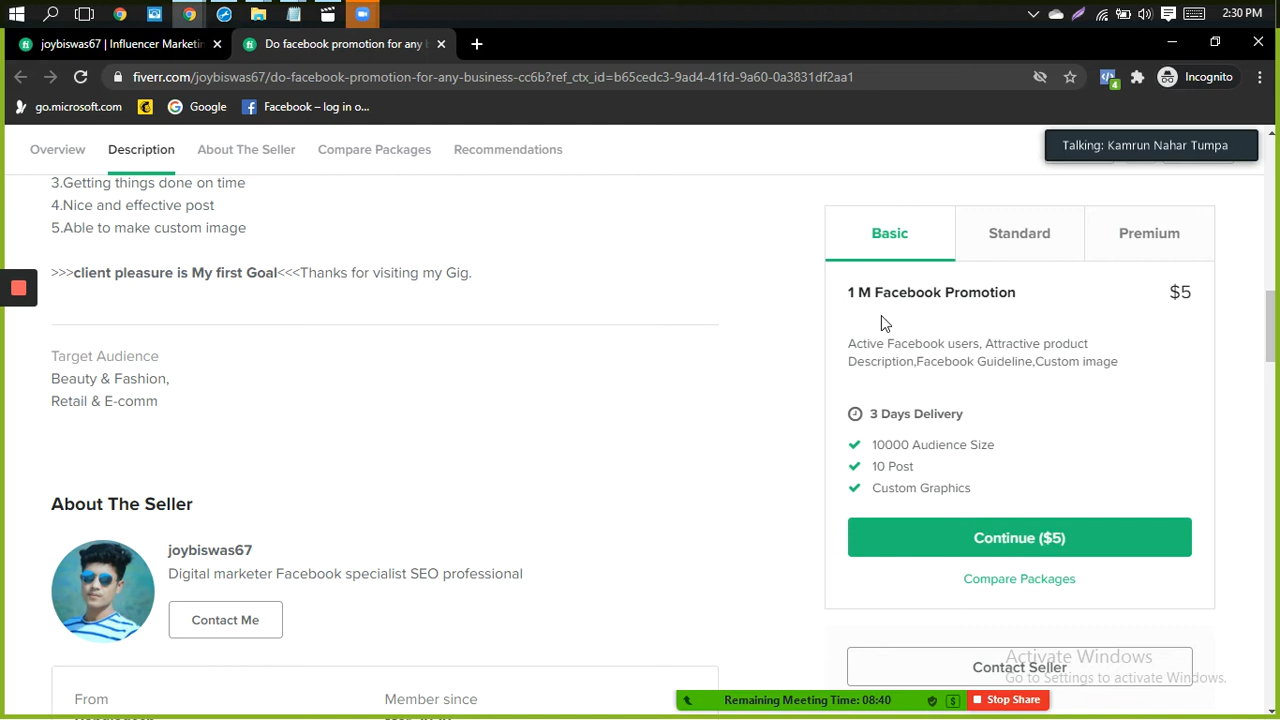 2:30 PM
joybiswas67 | Influencer Marketin
Do facebook promotion for any
fiverr.com/joybiswas67/do-facebook-promotion-for-any-business-cc6b?ref_ctx_id=b65cedc3-9ad4-41fd-9a60-0a3831df2aa1
4
Incognito
go.microsoft.com
Google
Facebook – log in o...
Overview
Description
About The Seller
Compare Packages
Recommendations
Talking: Kamrun Nahar Tumpa
3.Getting things done on time
4.Nice and effective post
5.Able to make custom image
>>>client pleasure is My first Goal<<<Thanks for visiting my Gig.
Target Audience
Beauty & Fashion,
Retail & E-comm
About The Seller
joybiswas67
Digital marketer Facebook specialist SEO professional
Contact Me
From
Member since
Basic
Standard
Premium
1 M Facebook Promotion
$5
Active Facebook users, Attractive product
Description,Facebook Guideline,Custom image
3 Days Delivery
10000 Audience Size
10 Post
Custom Graphics
Continue ($5)
Compare Packages
Contact Seller
Activate Windows
Go to Settings to activate Windows.
Remaining Meeting Time: 08:40
Stop Share